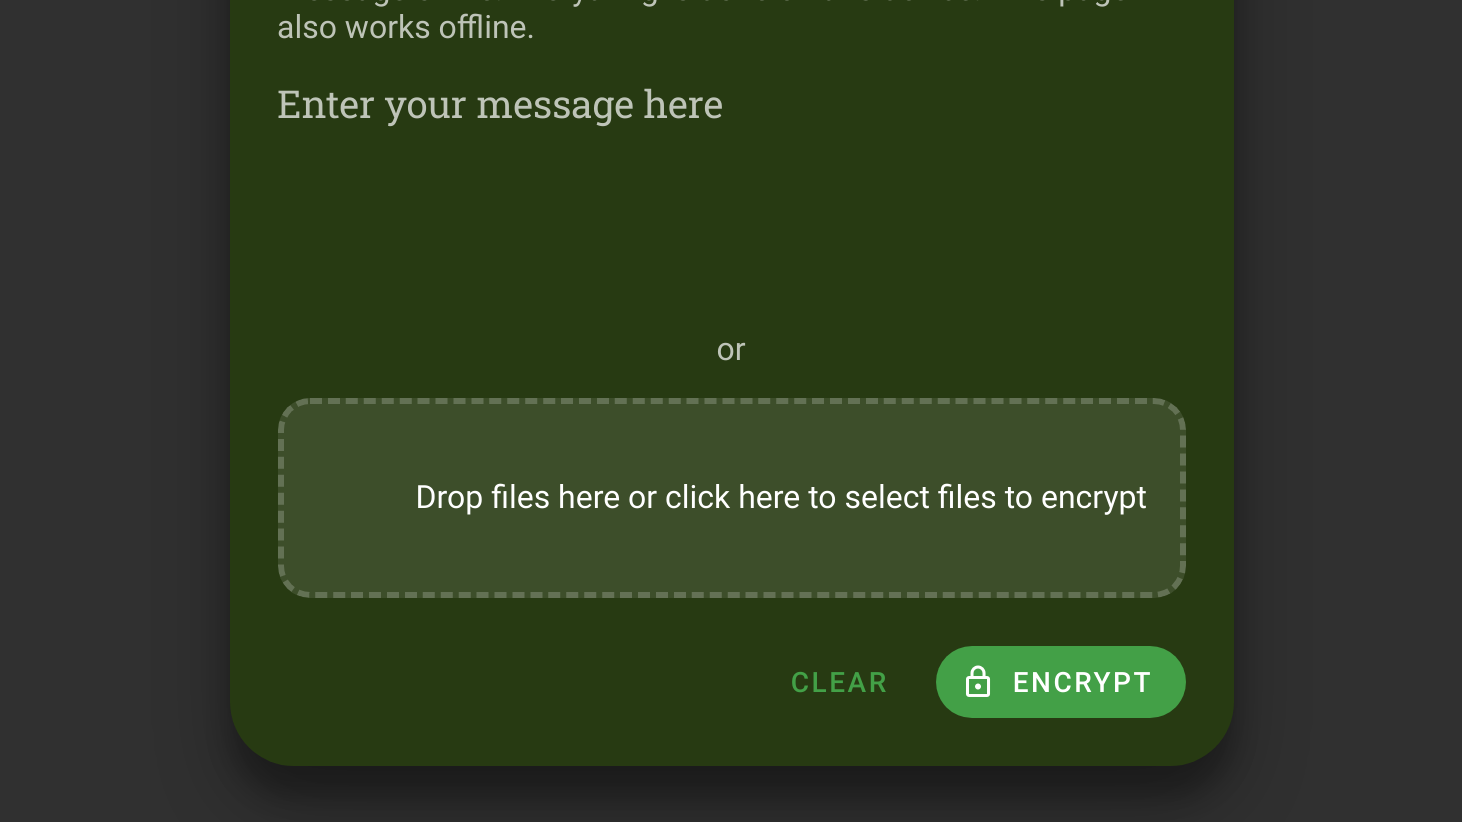 also works offline.
Enter your message here
or
Drop files here or click here to select files to encrypt
CLEAR
ENCRYPT